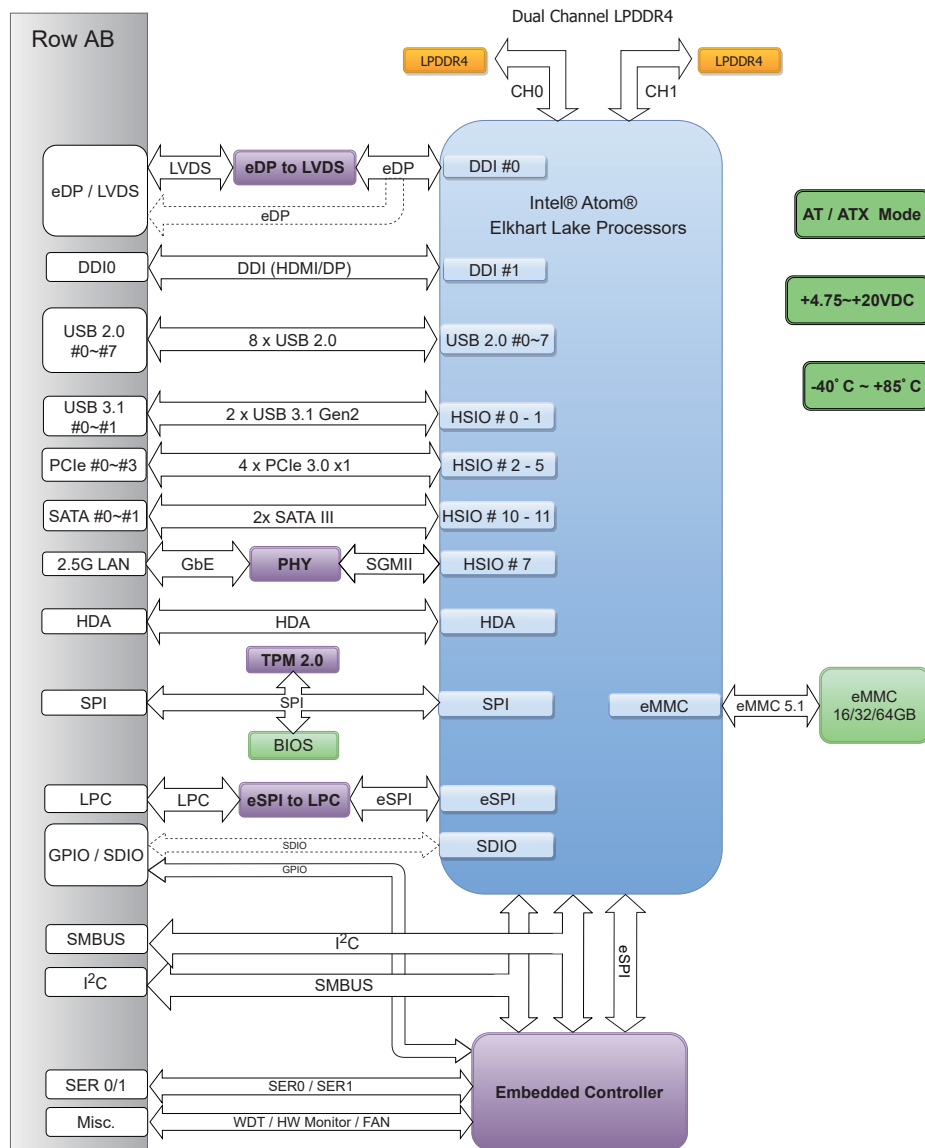 Dual Channel LPDDR4
Row AB
LPDDR4
LPDDR4
CH0
CH1
eDP / LVDS
LVDS
eDP to LVDS
eDP
DDI #0
eDP
Intel® Atom®
Elkhart Lake Processors
AT / ATX Mode
DDI0
DDI (HDMI/DP)
DDI #1
+4.75~+20VDC
USB 2.0
#0~#7
8 x USB 2.0
USB 2.0 #0~7
-40°C ~ +85°C
USB 3.1
#0~#1
2 x USB 3.1 Gen2
HSIO # 0 - 1
PCIe #0~#3
4 x PCIe 3.0 x1
HSIO # 2 - 5
SATA #0~#1
2x SATA III
HSIO # 10 - 11
2.5G LAN
GbE
PHY
SGMII
HSIO # 7
HDA
HDA
HDA
TPM 2.0
SPI
SPI
SPI
BIOS
eMMC
eMMC 5.1
eMMC
16/32/64GB
LPC
LPC
eSPI to LPC
eSPI
eSPI
GPIO / SDIO
SDIO
SDIO
GPIO
SMBUS
I²C
eSPI
I²C
SMBUS
Embedded Controller
SER 0/1
SER0 / SER1
Misc.
WDT / HW Monitor / FAN